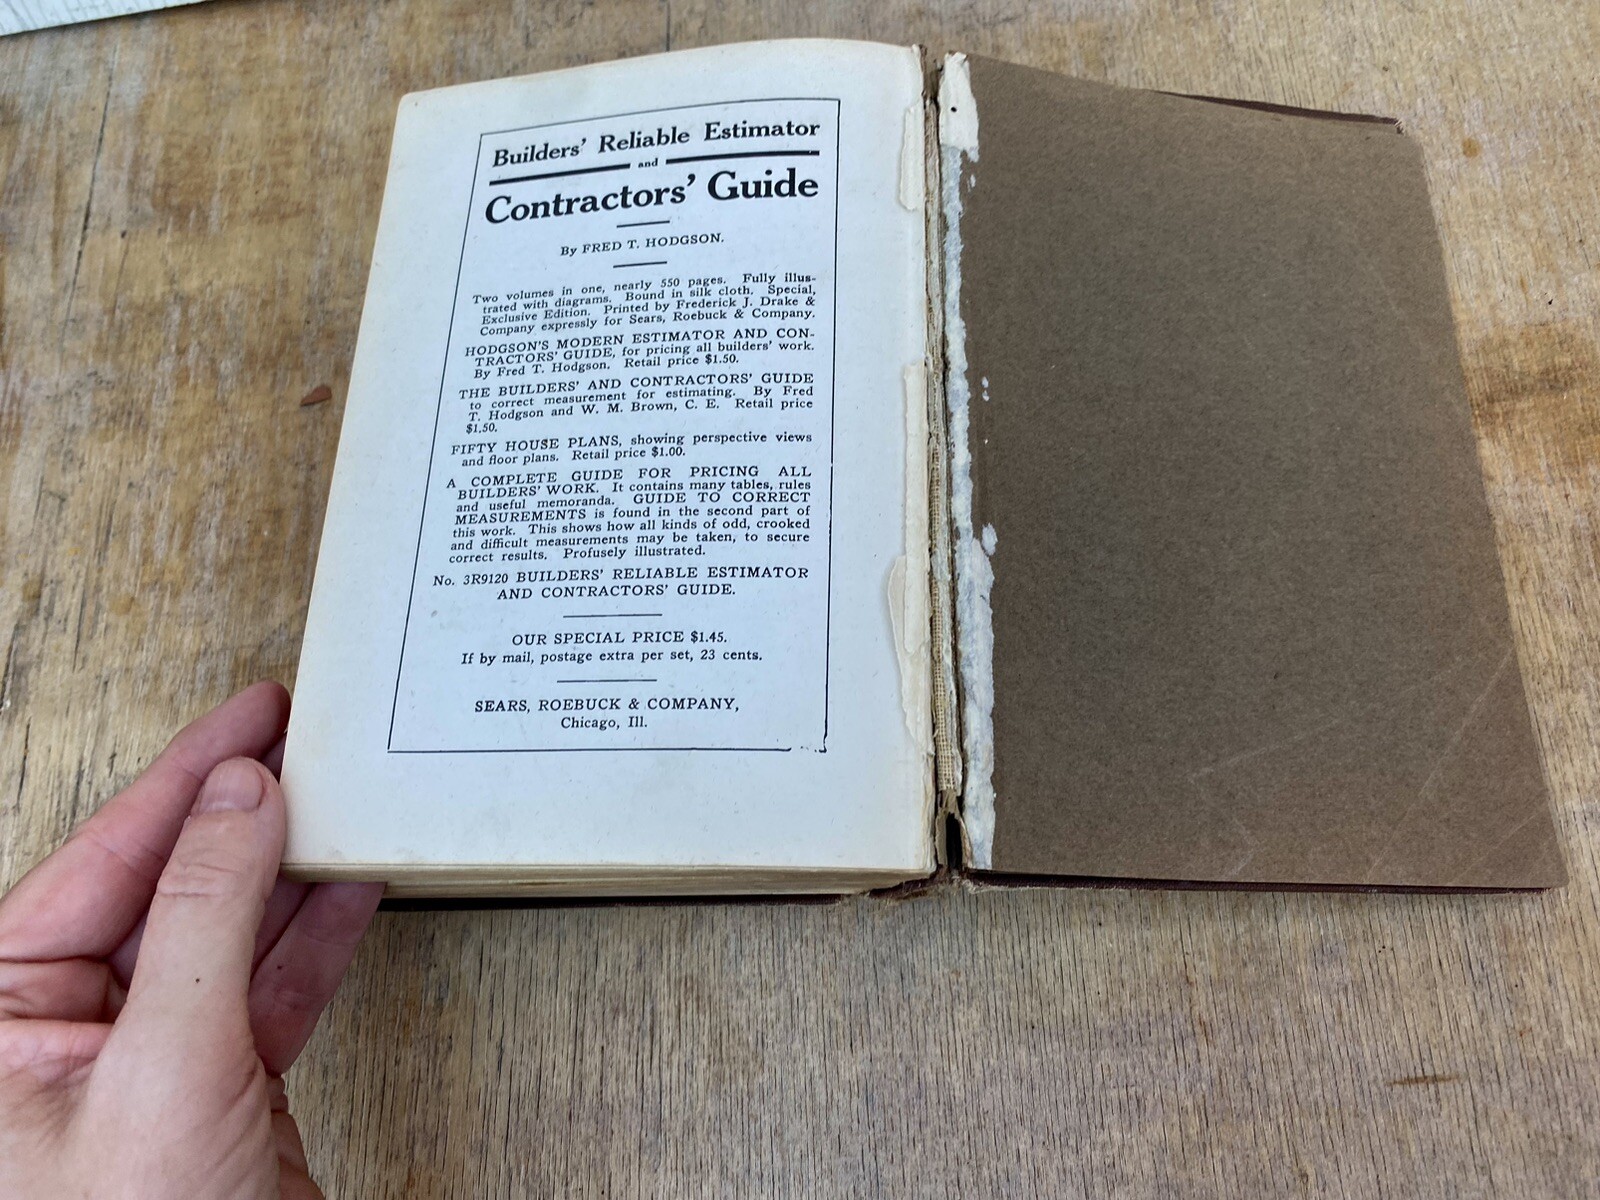 Builders' Reliable Estimator
and
Contractors' Guide
By FRED T. HODGSON.
Two volumes in one, nearly 550 pages. Fully illus-
trated with diagrams. Bound in silk cloth. Special,
Exclusive Edition. Printed by Frederick J. Drake &
Company expressly for Sears, Roebuck & Company.
HODGSON'S MODERN ESTIMATOR AND CON-
TRACTORS' GUIDE, for pricing all builders' work.
By Fred T. Hodgson. Retail price $1.50.
THE BUILDERS' AND CONTRACTORS' GUIDE
to correct measurement for estimating. By Fred
T. Hodgson and W. M. Brown, C. E. Retail price
$1.50.
FIFTY HOUSE PLANS, showing perspective views
and floor plans. Retail price $1.00.
A COMPLETE GUIDE FOR PRICING ALL
BUILDERS' WORK. It contains many tables, rules
and useful memoranda. GUIDE TO CORRECT
MEASUREMENTS is found in the second part of
this work. This shows how all kinds of odd, crooked
and difficult measurements may be taken, to secure
correct results. Profusely illustrated.
No. 3R9120 BUILDERS' RELIABLE ESTIMATOR
AND CONTRACTORS' GUIDE.
OUR SPECIAL PRICE $1.45.
If by mail, postage extra per set, 23 cents.
SEARS, ROEBUCK & COMPANY,
Chicago, Ill.